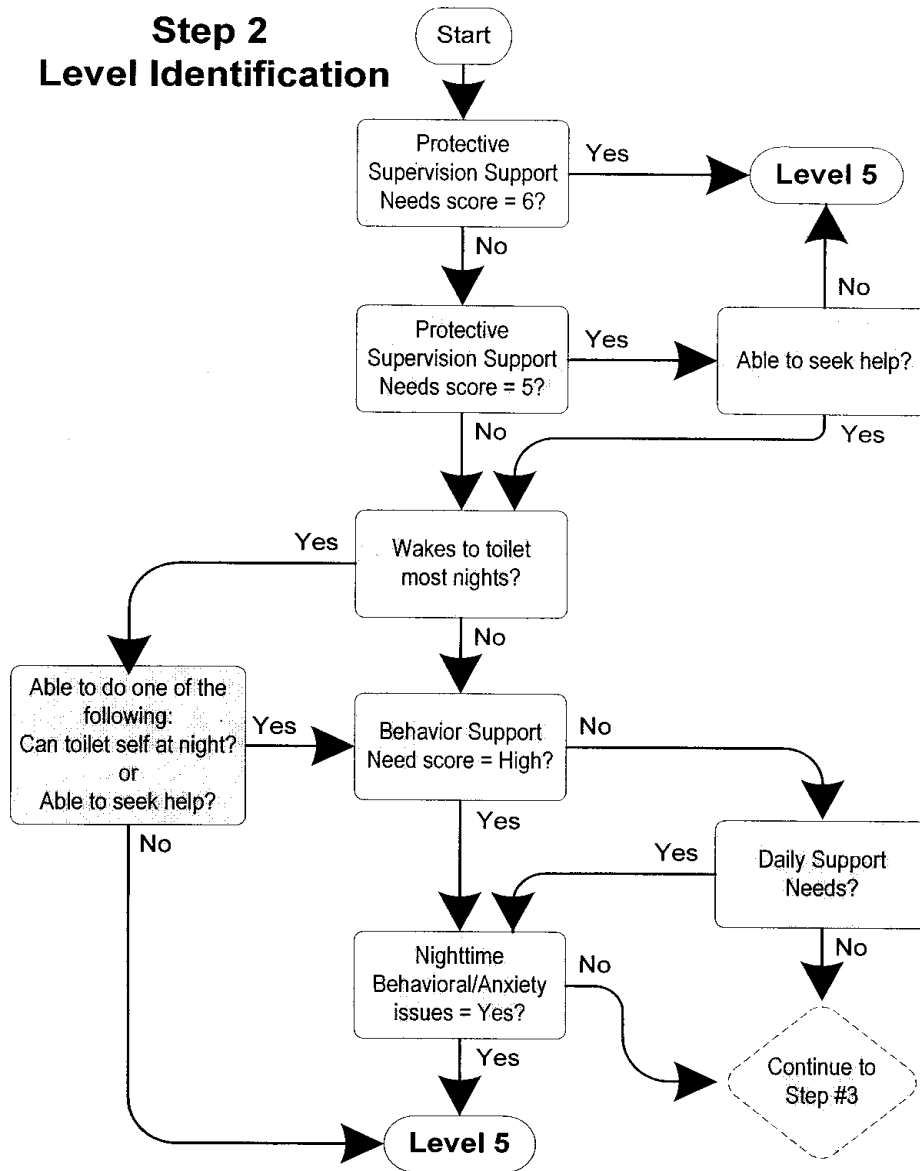 Step 2
Level Identification
Start
Protective
Supervision Support
Needs score = 6?
Yes
Level 5
No
No
Protective
Supervision Support
Needs score = 5?
Yes
Able to seek help?
No
Yes
Wakes to toilet
most nights?
Yes
No
Able to do one of the
following:
Can toilet self at night?
or
Able to seek help?
Yes
Behavior Support
Need score = High?
No
No
Yes
Yes
Daily Support
Needs?
Nighttime
Behavioral/Anxiety
issues = Yes?
No
No
Yes
Continue to
Step #3
Level 5